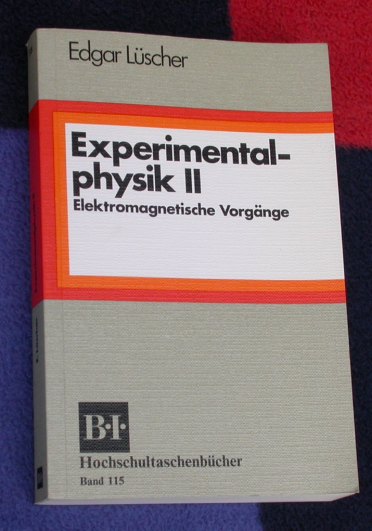 Edgar Lüscher
Experimental-
physik II
Elektromagnetische Vorgänge
B·I·
Hochschultaschenbücher
Band 115